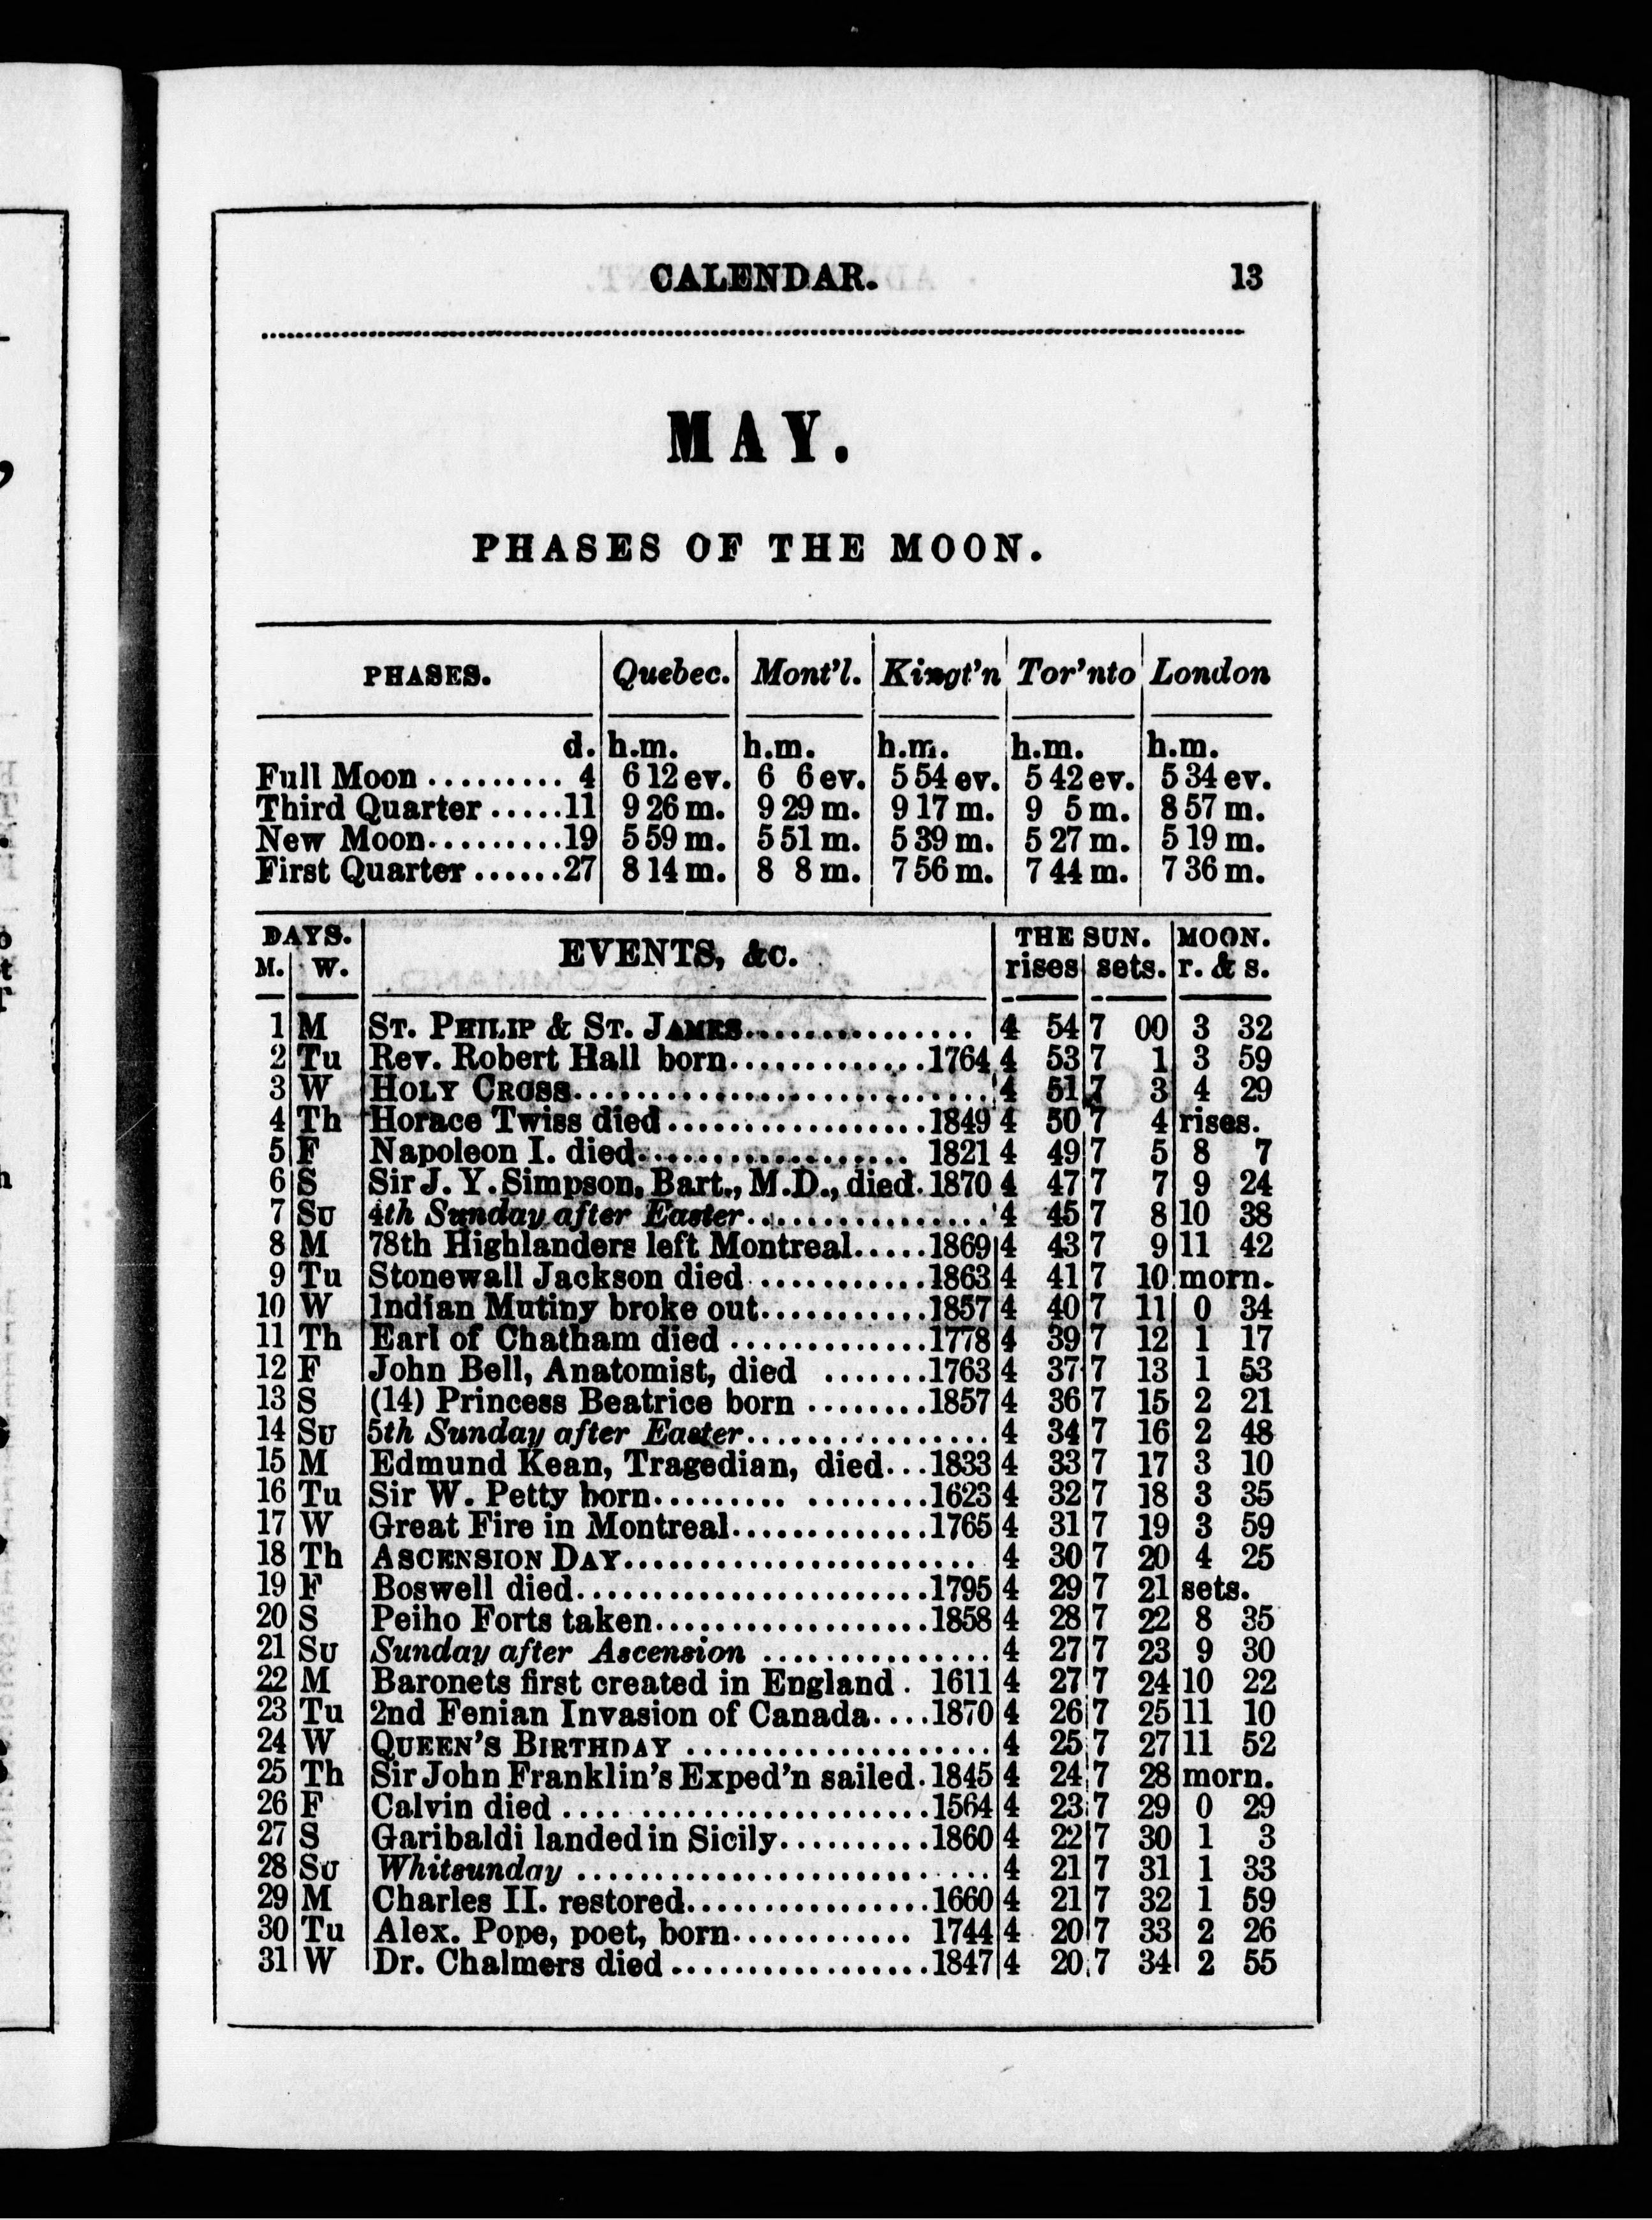 CALENDAR. 13
MAY.
PHASES OF THE MOON.
PHASES. Quebec. Mont'l. Kingt'n Tor'nto London
d. h.m. h.m. h.m. h.m. h.m.
Full Moon .......... 4 6 12 ev. 6 6 ev. 5 54 ev. 5 42 ev. 5 34 ev.
Third Quarter .....11 9 26 m. 9 29 m. 9 17 m. 9 5 m. 8 57 m.
New Moon..........19 5 59 m. 5 51 m. 5 39 m. 5 27 m. 5 19 m.
First Quarter ......27 8 14 m. 8 8 m. 7 56 m. 7 44 m. 7 36 m.
DAYS. EVENTS, &c. THE SUN. MOON.
M. W. rises sets. r. & s.
1 M ST. PHILIP & ST. JAMES................ 4 54 7 00 3 32
2 Tu Rev. Robert Hall born.............1764 4 53 7 1 3 59
3 W HOLY CROSS........................... 4 51 7 3 4 29
4 Th Horace Twiss died.................1849 4 50 7 4 rises.
5 F Napoleon I. died.................. 1821 4 49 7 5 8 7
6 S Sir J. Y. Simpson, Bart., M.D., died. 1870 4 47 7 7 9 24
7 SU 4th Sunday after Easter................ 4 45 7 8 10 38
8 M 78th Highlanders left Montreal.....1869 4 43 7 9 11 42
9 Tu Stonewall Jackson died ...........1863 4 41 7 10 morn.
10 W Indian Mutiny broke out...........1857 4 40 7 11 0 34
11 Th Earl of Chatham died .............1778 4 39 7 12 1 17
12 F John Bell, Anatomist, died .......1763 4 37 7 13 1 53
13 S (14) Princess Beatrice born ........1857 4 36 7 15 2 21
14 SU 5th Sunday after Easter................ 4 34 7 16 2 48
15 M Edmund Kean, Tragedian, died...1833 4 33 7 17 3 10
16 Tu Sir W. Petty born......... ........1623 4 32 7 18 3 35
17 W Great Fire in Montreal.............1765 4 31 7 19 3 59
18 Th ASCENSION DAY....................... 4 30 7 20 4 25
19 F Boswell died.......................1795 4 29 7 21 sets.
20 S Peiho Forts taken..................1858 4 28 7 22 8 35
21 SU Sunday after Ascension ............... 4 27 7 23 9 30
22 M Baronets first created in England . 1611 4 27 7 24 10 22
23 Tu 2nd Fenian Invasion of Canada....1870 4 26 7 25 11 10
24 W QUEEN'S BIRTHDAY .................... 4 25 7 27 11 52
25 Th Sir John Franklin's Exped'n sailed.1845 4 24 7 28 morn.
26 F Calvin died .... ...................1564 4 23 7 29 0 29
27 S Garibaldi landed in Sicily..........1860 4 22 7 30 1 3
28 SU Whitsunday ........................... 4 21 7 31 1 33
29 M Charles II. restored................1660 4 21 7 32 1 59
30 Tu Alex. Pope, poet, born............ 1744 4 20 7 33 2 26
31 W Dr. Chalmers died.................1847 4 20 7 34 2 55